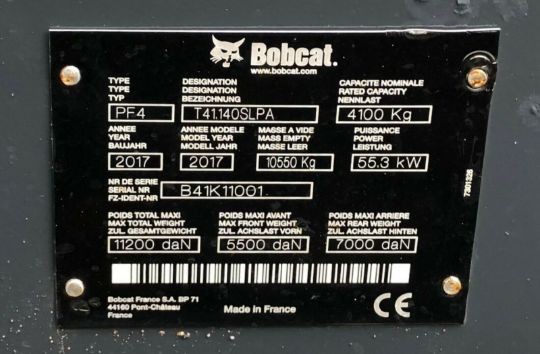 Bobcat.
www.bobcat.com
TYPE DESIGNATION CAPACITE NOMINALE
TYPE DESIGNATION RATED CAPACITY
TYP BEZEICHNUNG NENNLAST
PF4 T41.140SLPA 4100 Kg
ANNEE ANNEE MODELE MASSE A VIDE PUISSANCE
YEAR MODEL YEAR MASS EMPTY POWER
BAUJAHR MODELL JAHR MASSE LEER LEISTUNG
2017 2017 10550 Kg 55.3 kW
NR DE SERIE
SERIAL NR
FZ-IDENT-NR
B41K11001
7301326
POIDS TOTAL MAXI POIDS MAXI AVANT POIDS MAXI ARRIERE
MAX TOTAL WEIGHT MAX FRONT WEIGHT MAX REAR WEIGHT
ZUL. GESAMTGEWICHT ZUL. ACHSLAST VORN ZUL. ACHSLAST HINTEN
11200 daN 5500 daN 7000 daN
Bobcat France S.A. BP 71
44160 Pont-Château
France
Made in France
CE